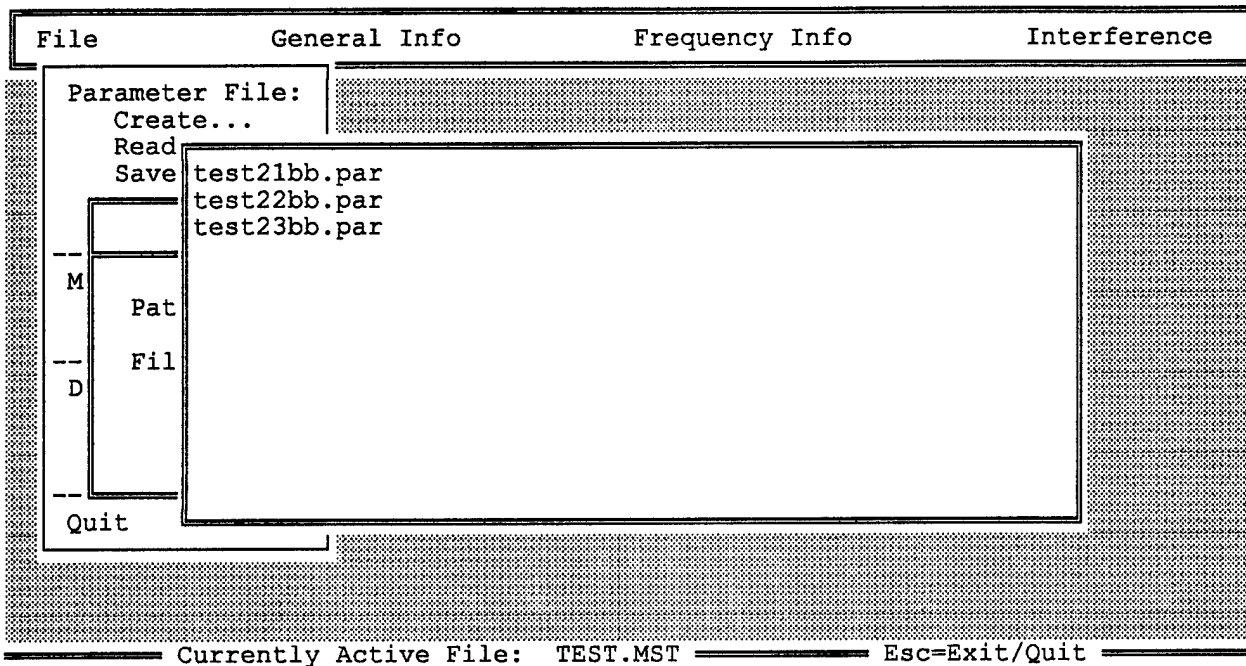 File General Info Frequency Info Interference
Parameter File:
Create...
Read
Save
test21bb.par
test22bb.par
test23bb.par
--
M
Pat
--
Fil
D
--
Quit
Currently Active File: TEST.MST Esc=Exit/Quit